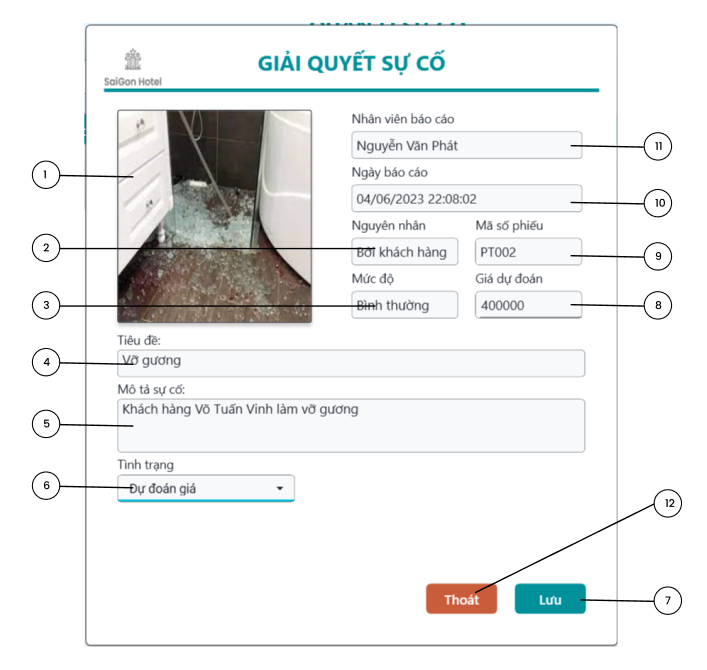 SaiGon Hotel
GIẢI QUYẾT SỰ CỐ
Nhân viên báo cáo
Nguyễn Văn Phát
11
Ngày báo cáo
1
04/06/2023 22:08:02
10
Nguyên nhân Mã số phiếu
2
Bởi khách hàng PT002
9
Mức độ Giá dự đoán
3
Bình thường 400000
8
Tiêu đề:
4
Vỡ gương
Mô tả sự cố:
Khách hàng Võ Tuấn Vinh làm vỡ gương
5
Tình trạng
6
Dự đoán giá
12
Thoát Lưu
7